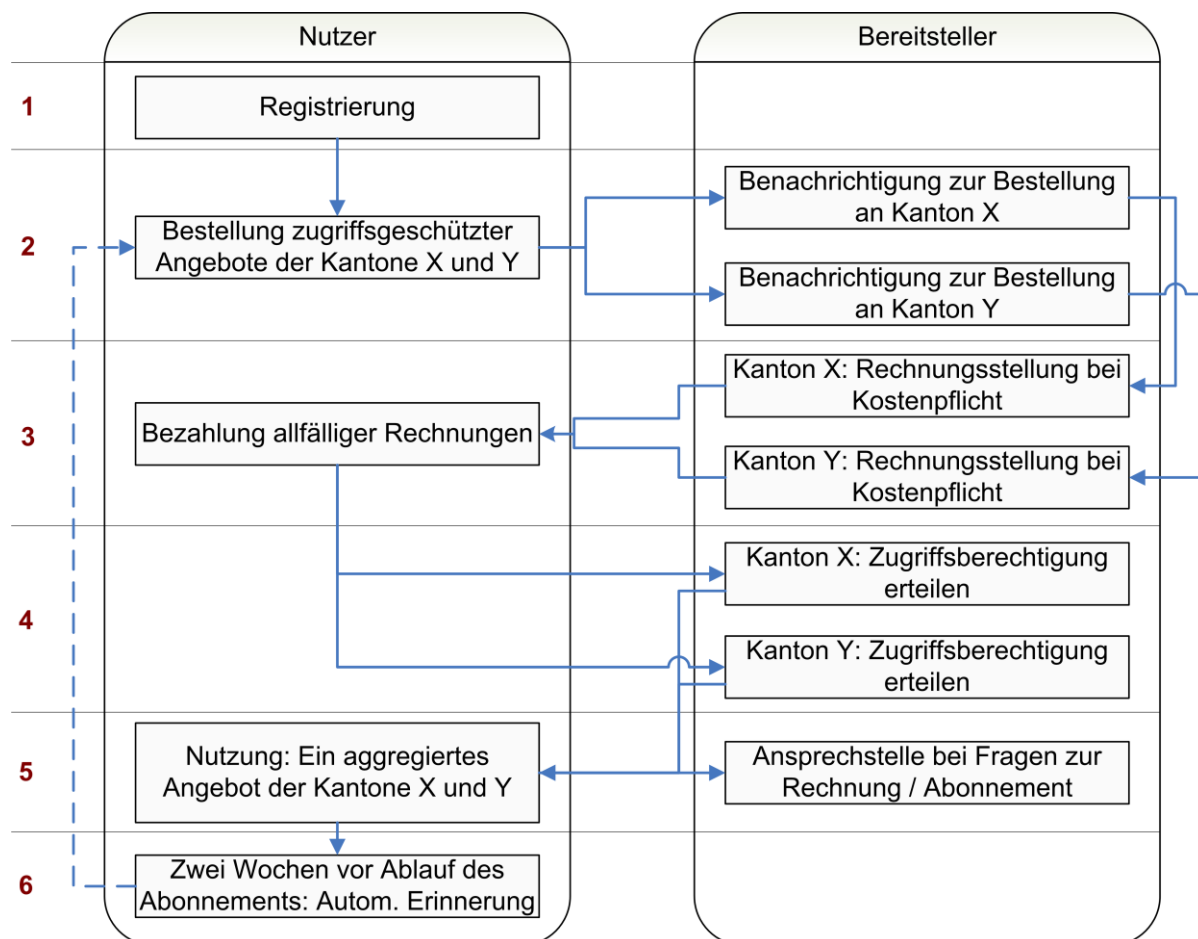 Nutzer
Bereitsteller
1
Registrierung
2
Bestellung zugriffsgeschützter
Angebote der Kantone X und Y
Benachrichtigung zur Bestellung
an Kanton X
Benachrichtigung zur Bestellung
an Kanton Y
3
Bezahlung allfälliger Rechnungen
Kanton X: Rechnungsstellung bei
Kostenpflicht
Kanton Y: Rechnungsstellung bei
Kostenpflicht
4
Kanton X: Zugriffsberechtigung
erteilen
Kanton Y: Zugriffsberechtigung
erteilen
5
Nutzung: Ein aggregiertes
Angebot der Kantone X und Y
Ansprechstelle bei Fragen zur
Rechnung / Abonnement
6
Zwei Wochen vor Ablauf des
Abonnements: Autom. Erinnerung